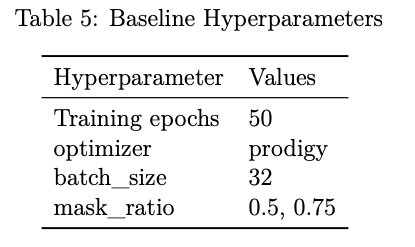 Table 5: Baseline Hyperparameters
Hyperparameter Values
Training epochs 50
optimizer prodigy
batch_size 32
mask_ratio 0.5, 0.75